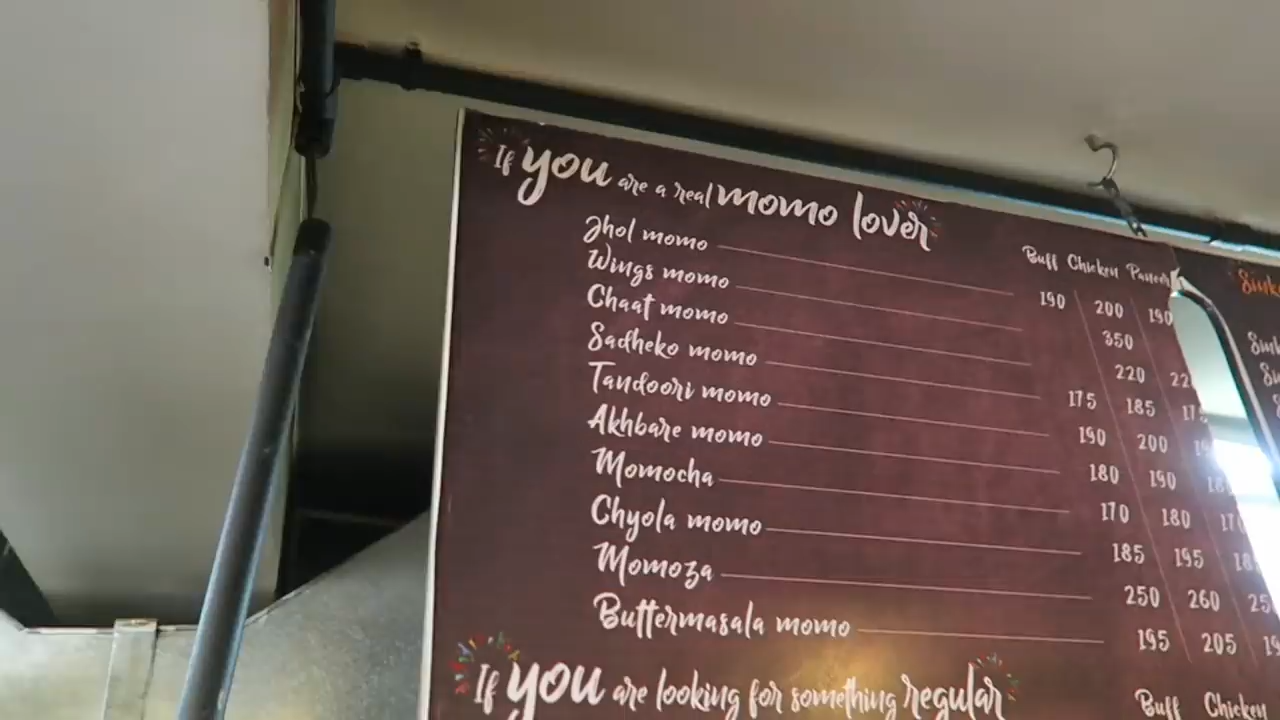 If you are a real momo lover
Buff Chicken Paneer
Jhol momo 190 200 190
Wings momo 350
Chaat momo 220
Sadheko momo 175 185
Tandoori momo 190 200
Akhbare momo 180 190
Momocha 170 180
Chyola momo 185 195
Momoza 250 260
Buttermasala momo 195 205
If you are looking for something regular
Buff Chicken